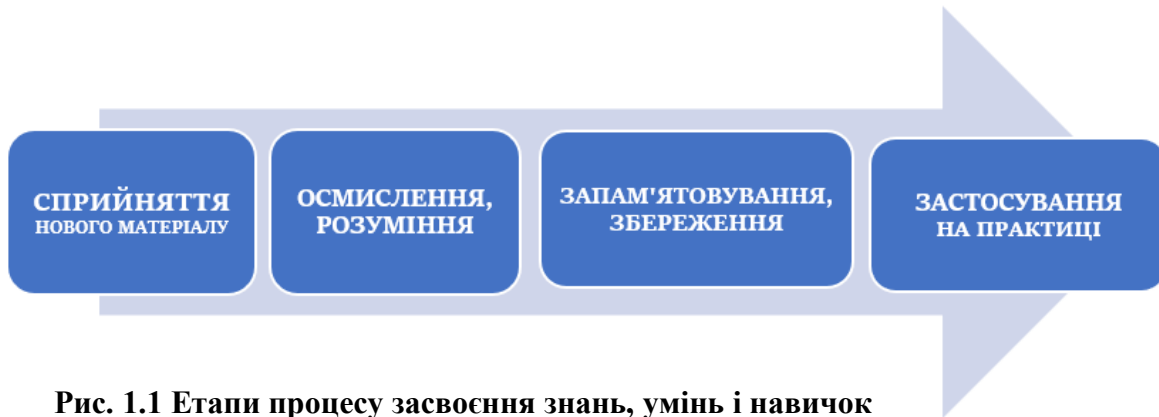 СПРИЙНЯТТЯ
НОВОГО МАТЕРІАЛУ
ОСМИСЛЕННЯ,
РОЗУМІННЯ
ЗАПАМ'ЯТОВУВАННЯ,
ЗБЕРЕЖЕННЯ
ЗАСТОСУВАННЯ
НА ПРАКТИЦІ
Рис. 1.1 Етапи процесу засвоєння знань, умінь і навичок